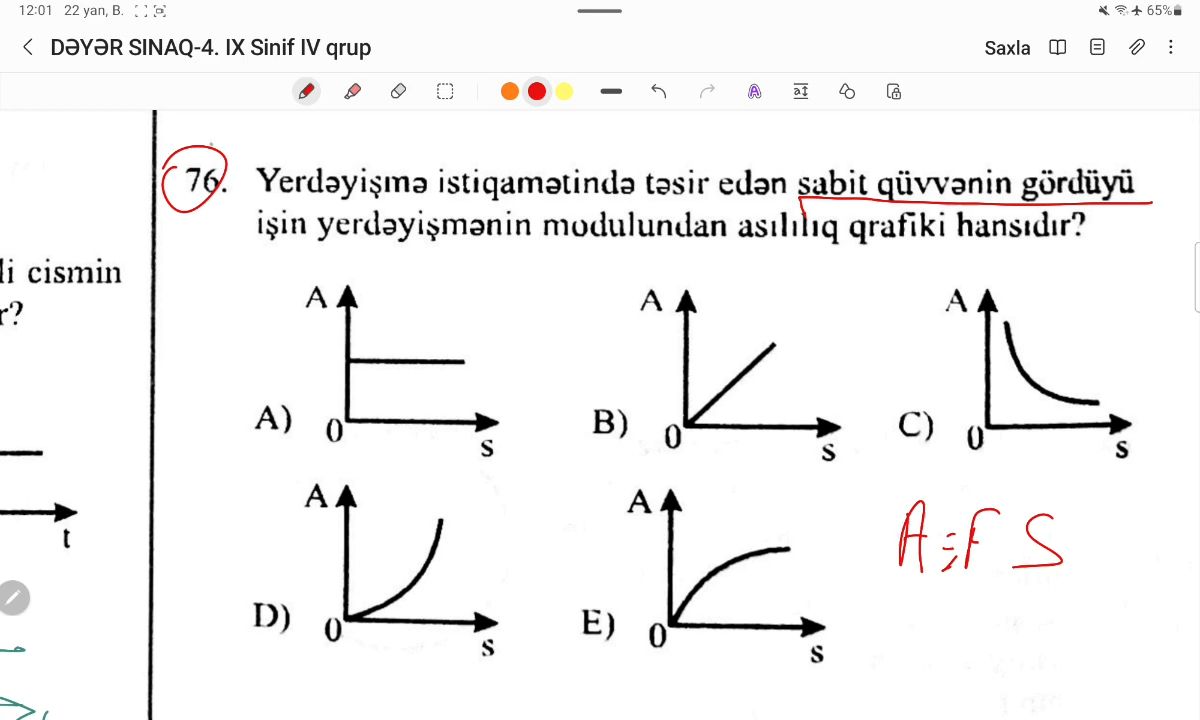 12:01 22 yan, B.
65%
DƏYƏR SINAQ-4. IX Sinif IV qrup
Saxla
76. Yerdəyişmə istiqamətində təsir edən sabit qüvvənin gördüyü
işin yerdəyişmənin modulundan asılılıq qrafiki hansıdır?
li cismin
r?
t
A)
A
0
s
B)
A
0
s
C)
A
0
s
D)
A
0
s
E)
A
0
s
A=F S